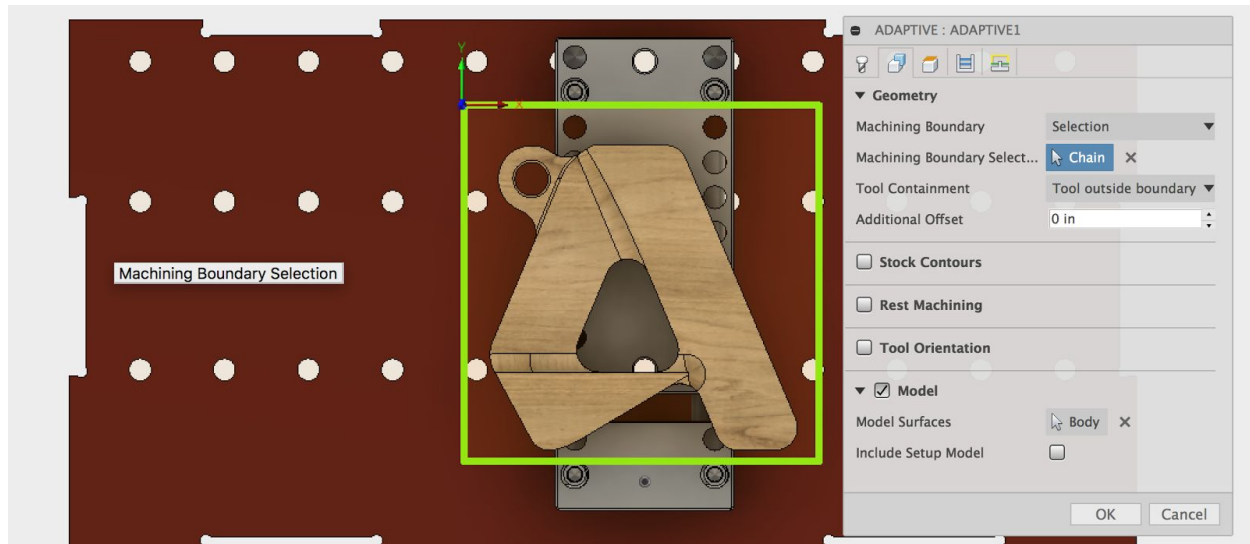 ADAPTIVE : ADAPTIVE1
Geometry
Machining Boundary Selection
Machining Boundary Select... Chain
Tool Containment Tool outside boundary
Additional Offset 0 in
Stock Contours
Rest Machining
Tool Orientation
Model
Model Surfaces Body
Include Setup Model
OK Cancel
Machining Boundary Selection
Y
X